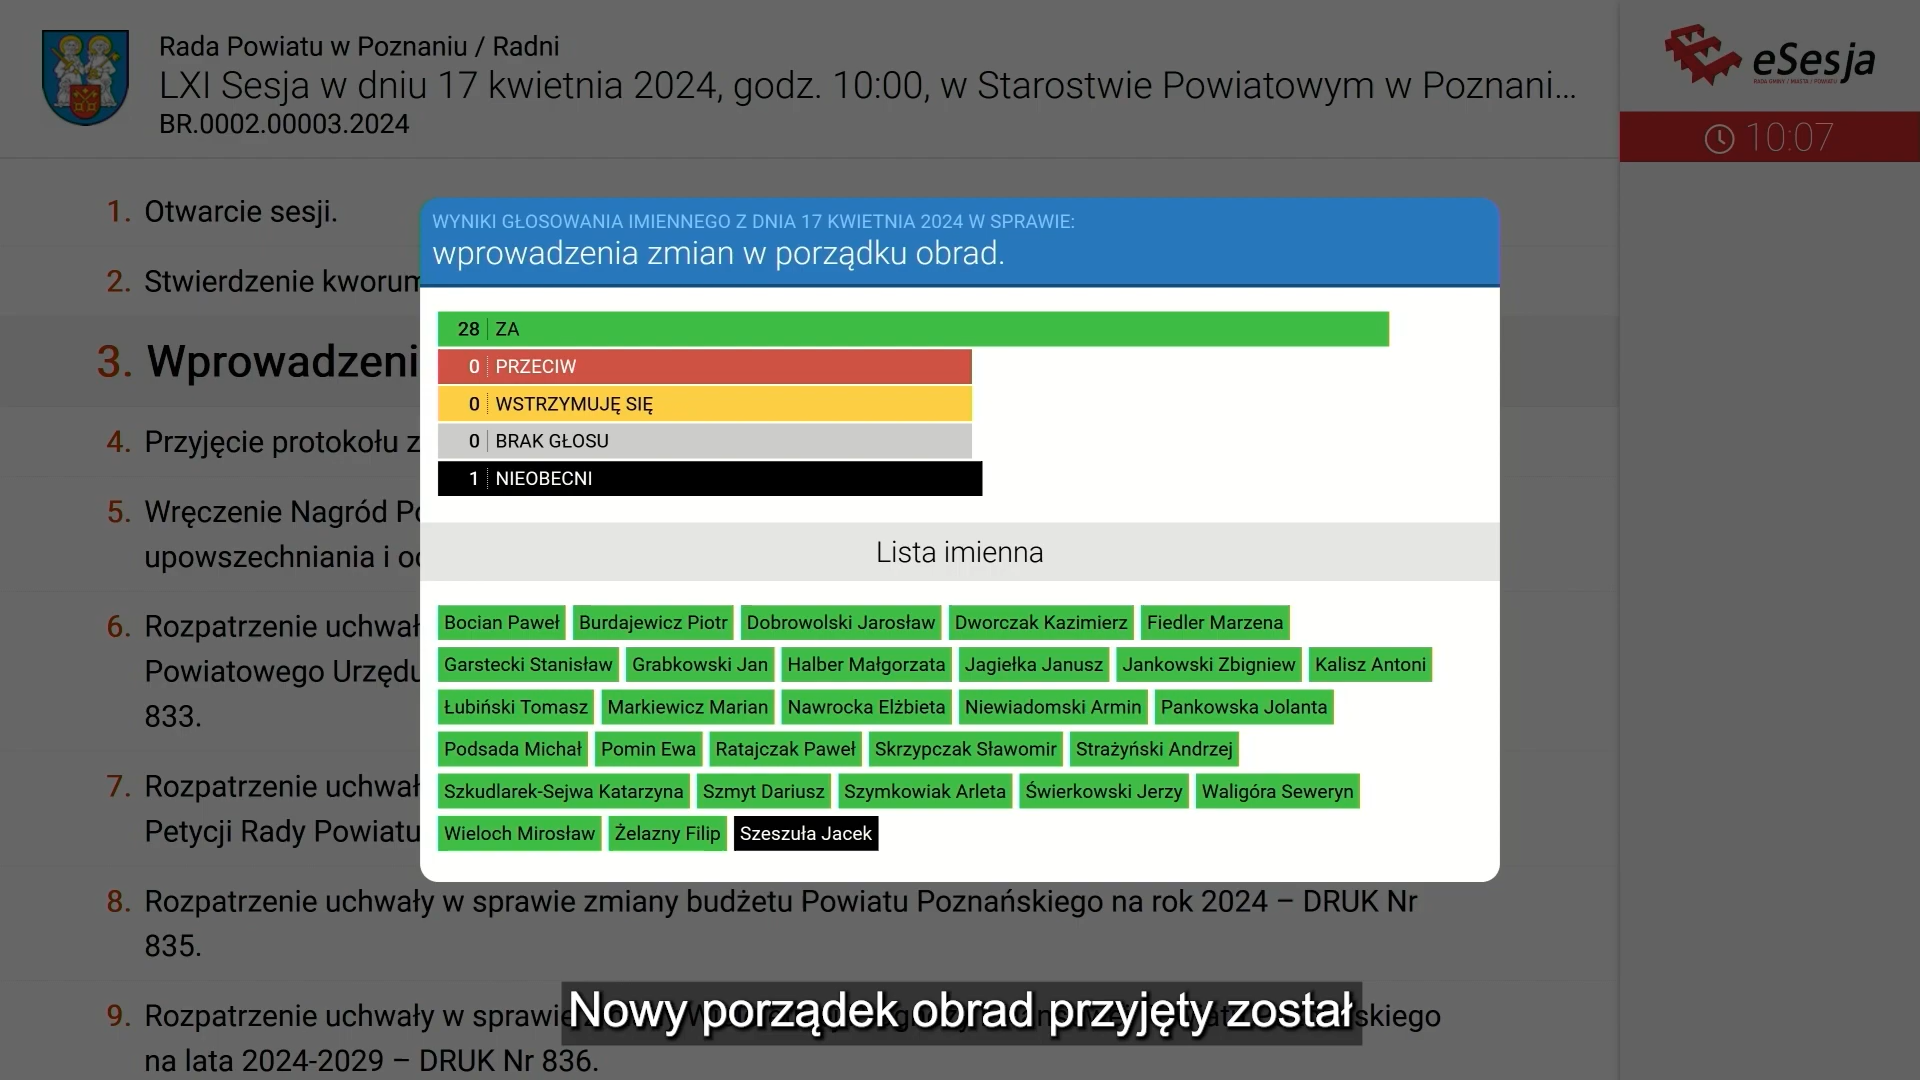 Rada Powiatu w Poznaniu / Radni
LXI Sesja w dniu 17 kwietnia 2024, godz. 10:00, w Starostwie Powiatowym w Poznani...
BR.0002.00003.2024
eSesja
10:07
1. Otwarcie sesji.
2. Stwierdzenie kworum
3. Wprowadzeni
4. Przyjęcie protokołu z
5. Wręczenie Nagród Po
upowszechniania i oc
6. Rozpatrzenie uchwał
Powiatowego Urzędu
833.
7. Rozpatrzenie uchwał
Petycji Rady Powiatu
8. Rozpatrzenie uchwały w sprawie zmiany budżetu Powiatu Poznańskiego na rok 2024 – DRUK Nr
835.
9. Rozpatrzenie uchwały w sprawie skiego
na lata 2024-2029 – DRUK Nr 836.
WYNIKI GŁOSOWANIA IMIENNEGO Z DNIA 17 KWIETNIA 2024 W SPRAWIE:
wprowadzenia zmian w porządku obrad.
28 ZA
0 PRZECIW
0 WSTRZYMUJĘ SIĘ
0 BRAK GŁOSU
1 NIEOBECNI
Lista imienna
Bocian Paweł Burdajewicz Piotr Dobrowolski Jarosław Dworczak Kazimierz Fiedler Marzena
Garstecki Stanisław Grabkowski Jan Halber Małgorzata Jagiełka Janusz Jankowski Zbigniew Kalisz Antoni
Łubiński Tomasz Markiewicz Marian Nawrocka Elżbieta Niewiadomski Armin Pankowska Jolanta
Podsada Michał Pomin Ewa Ratajczak Paweł Skrzypczak Sławomir Strażyński Andrzej
Szkudlarek-Sejwa Katarzyna Szmyt Dariusz Szymkowiak Arleta Świerkowski Jerzy Waligóra Seweryn
Wieloch Mirosław Żelazny Filip Szeszuła Jacek
Nowy porządek obrad przyjęty został